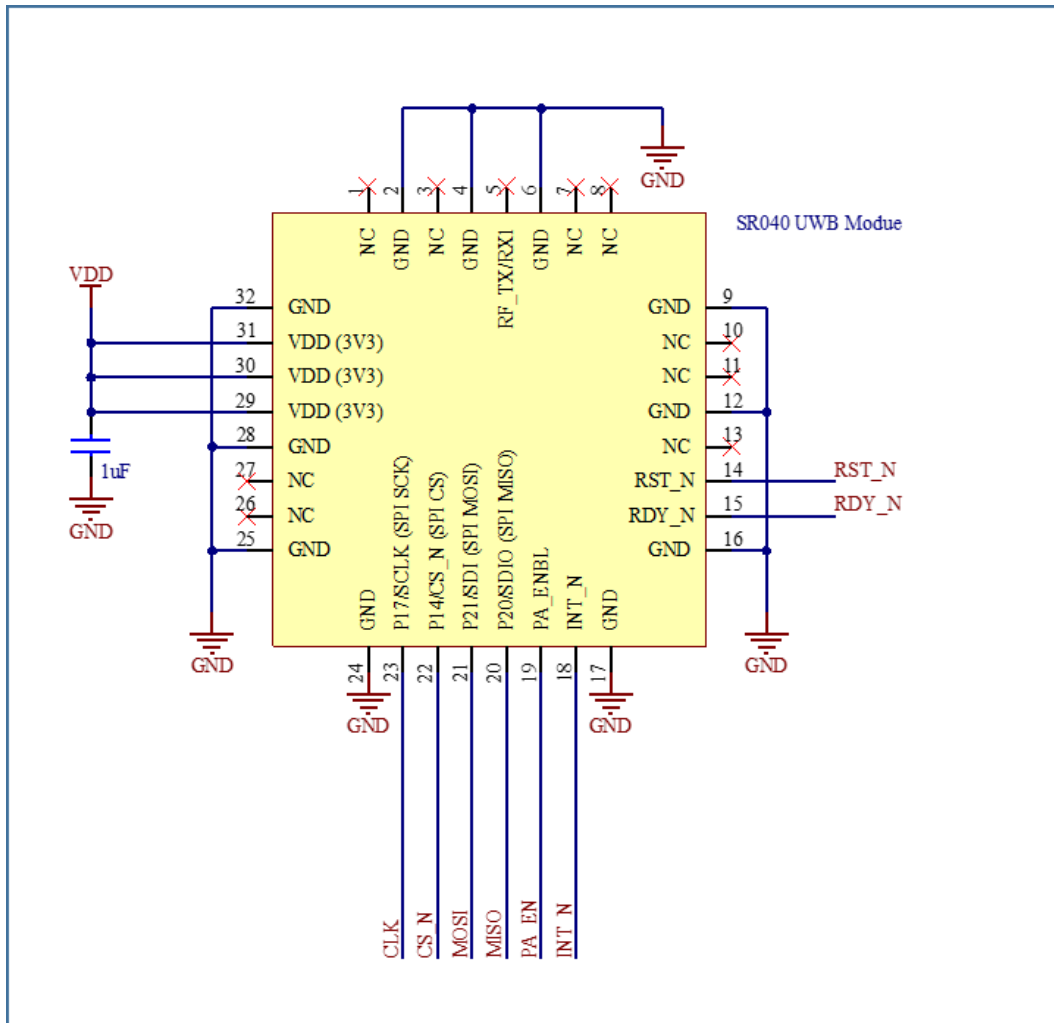 GND
1
2
3
4
5
6
7
8
NC
GND
NC
GND
RF_TX/RX1
GND
NC
NC
SR040 UWB Modue
VDD
32 GND
31 VDD (3V3)
30 VDD (3V3)
29 VDD (3V3)
28 GND
27 NC
26 NC
25 GND
1uF
GND
GND
GND 9
NC 10
NC 11
GND 12
NC 13
RST_N 14 RST_N
RDY_N 15 RDY_N
GND 16
GND
GND
P17/SCLK (SPI SCK)
P14/CS_N (SPI CS)
P21/SDI (SPI MOSI)
P20/SDIO (SPI MISO)
PA_ENBL
INT_N
GND
24
23
22
21
20
19
18
17
GND
GND
CLK
CS_N
MOSI
MISO
PA_EN
INT_N